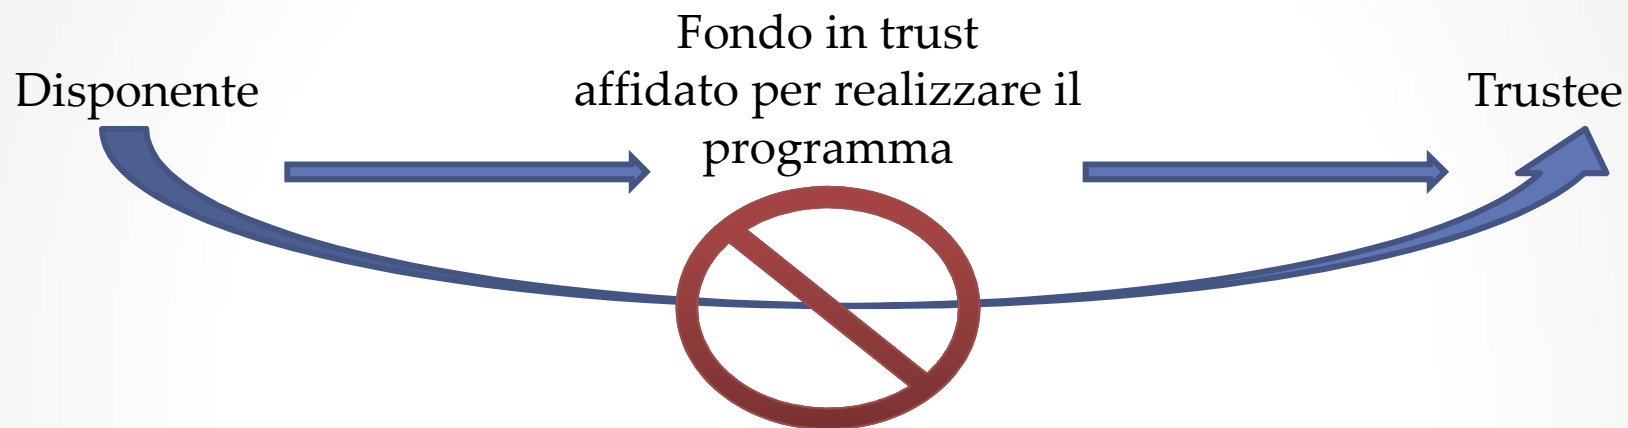 Disponente
Fondo in trust
affidato per realizzare il
programma
Trustee